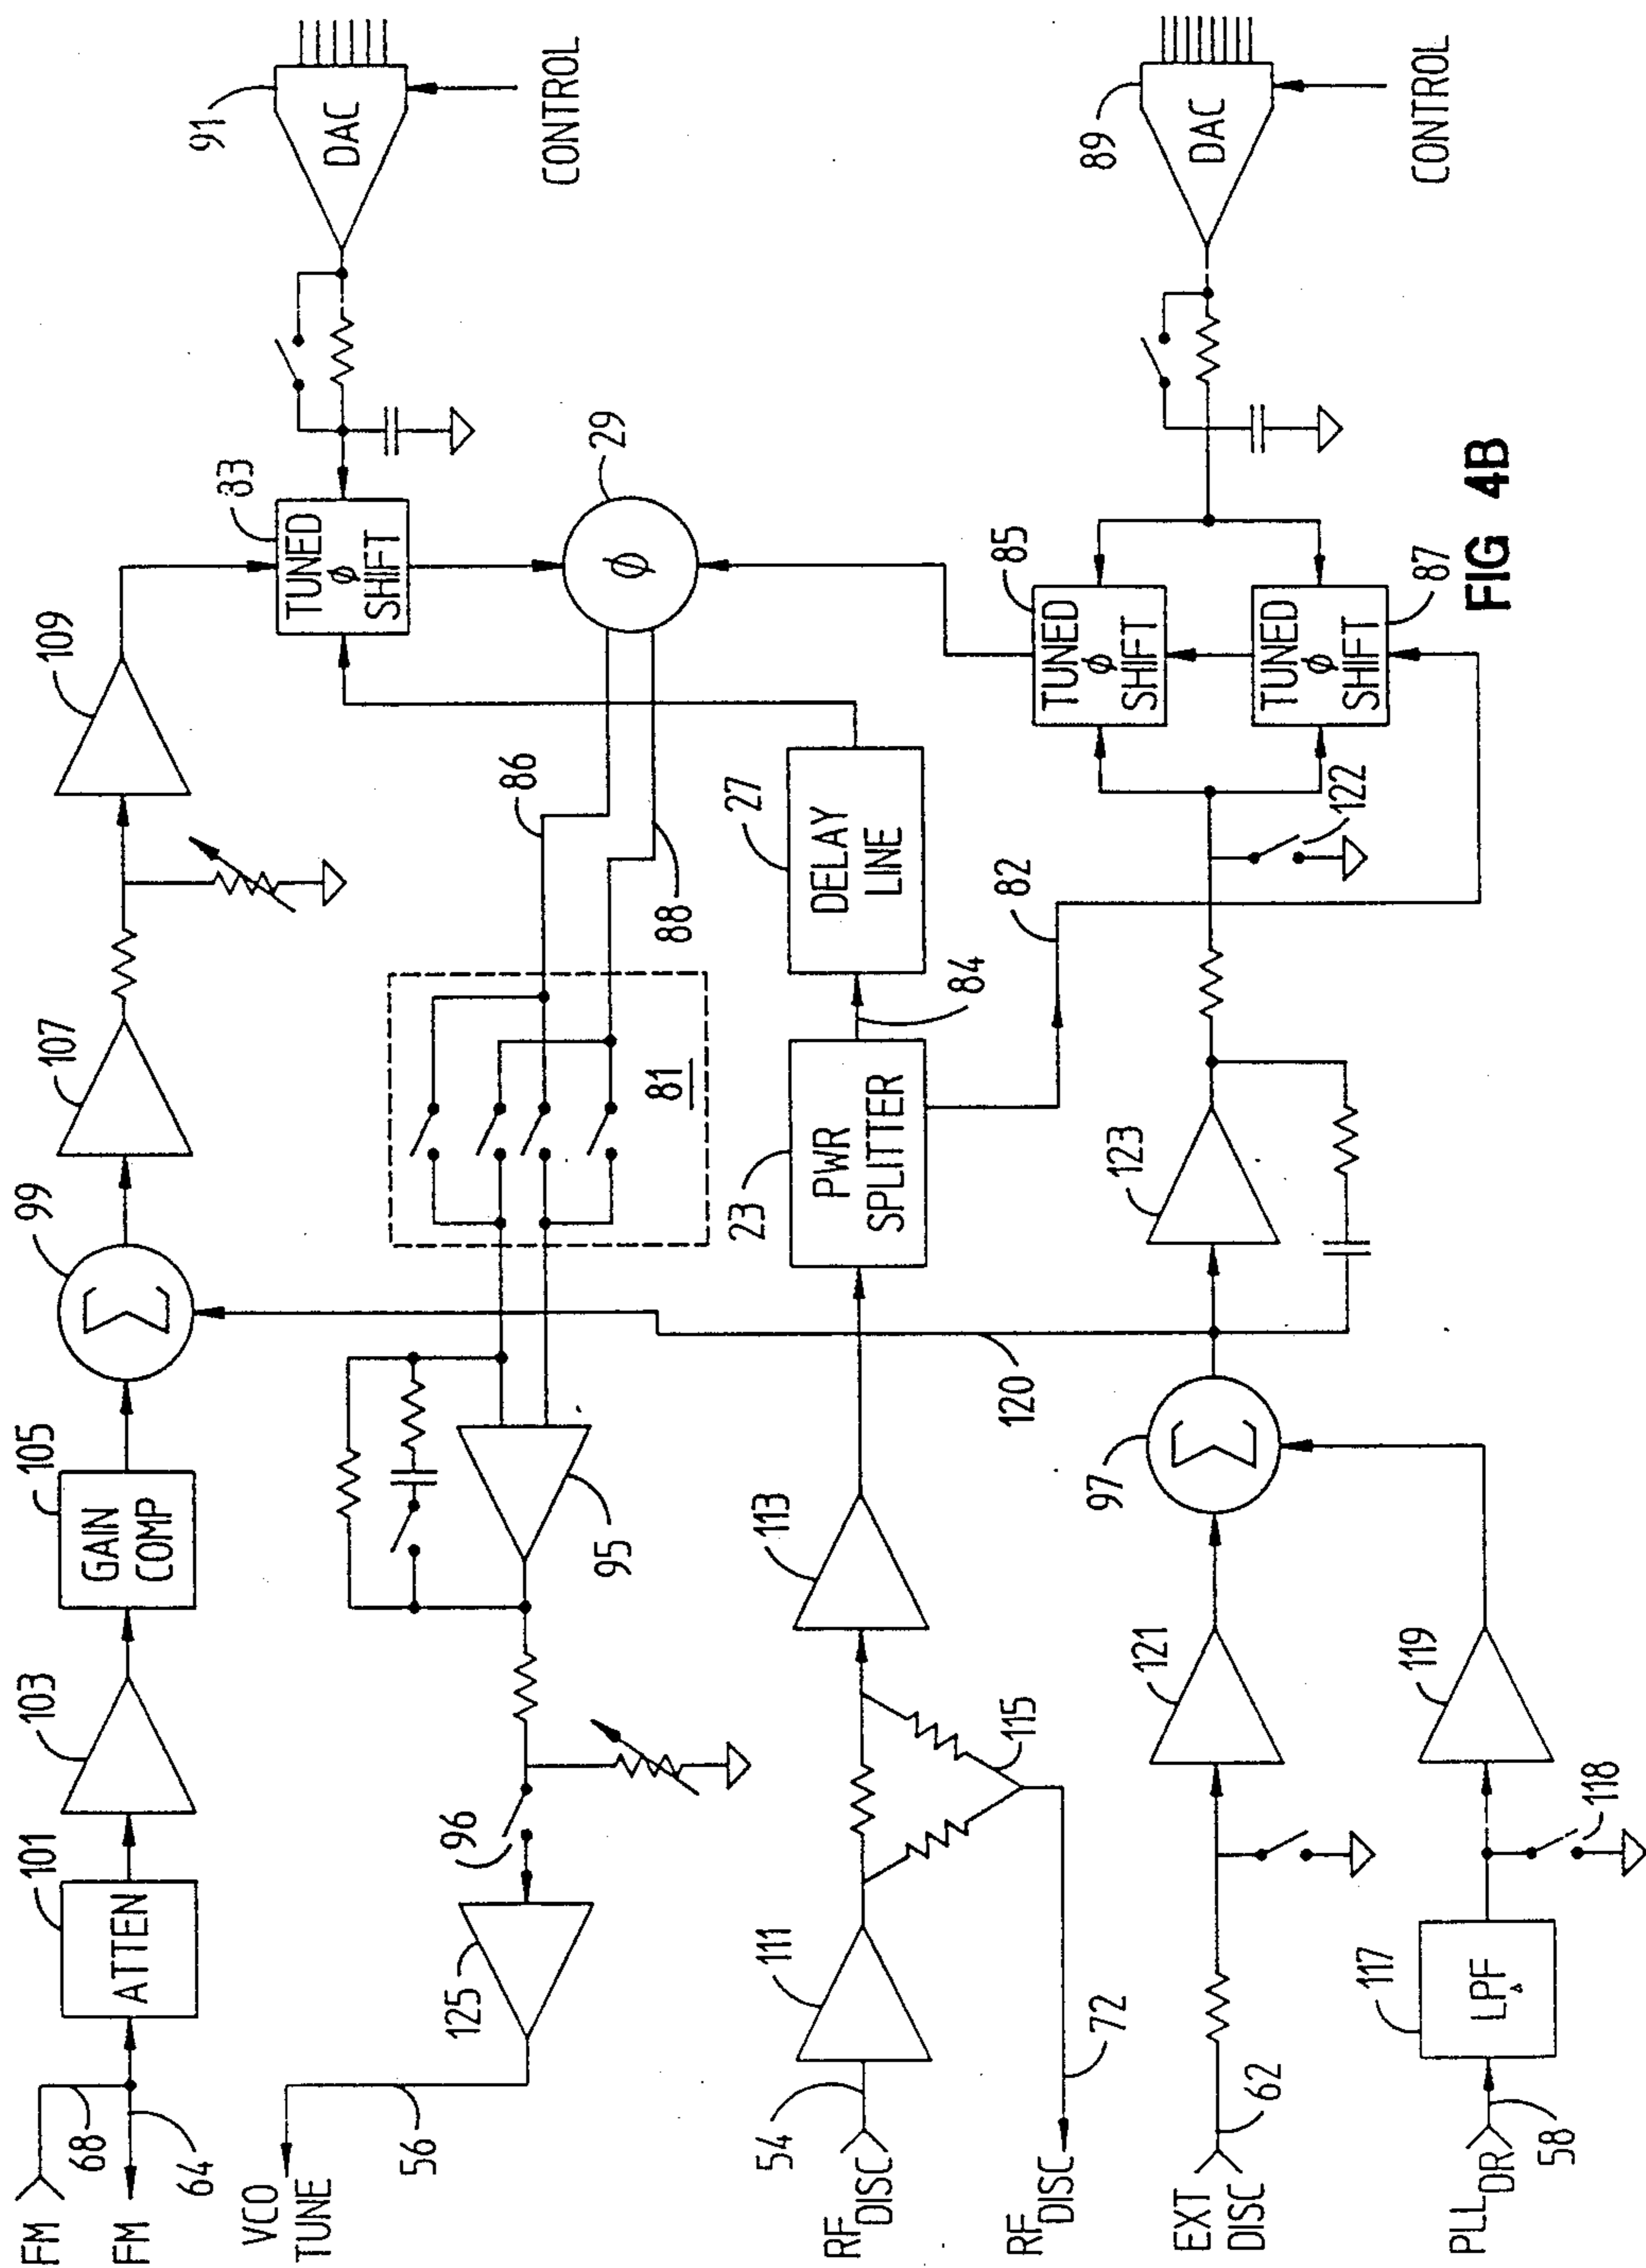 FM
68
64
FM
101
ATTEN
103
105
GAIN
COMP
99
Σ
107
109
83
TUNED
φ
SHIFT
91
DAC
CONTROL
VCO
TUNE
56
125
96
95
81
86
88
29
φ
RF DISC
54
111
115
72
RF DISC
113
23
PWR
SPLITTER
84
27
DELAY
LINE
82
120
EXT
DISC
62
121
97
Σ
123
122
85
TUNED
φ
SHIFT
87
TUNED
φ
SHIFT
89
DAC
CONTROL
PLL DR
58
117
LPF
118
119
FIG 4B